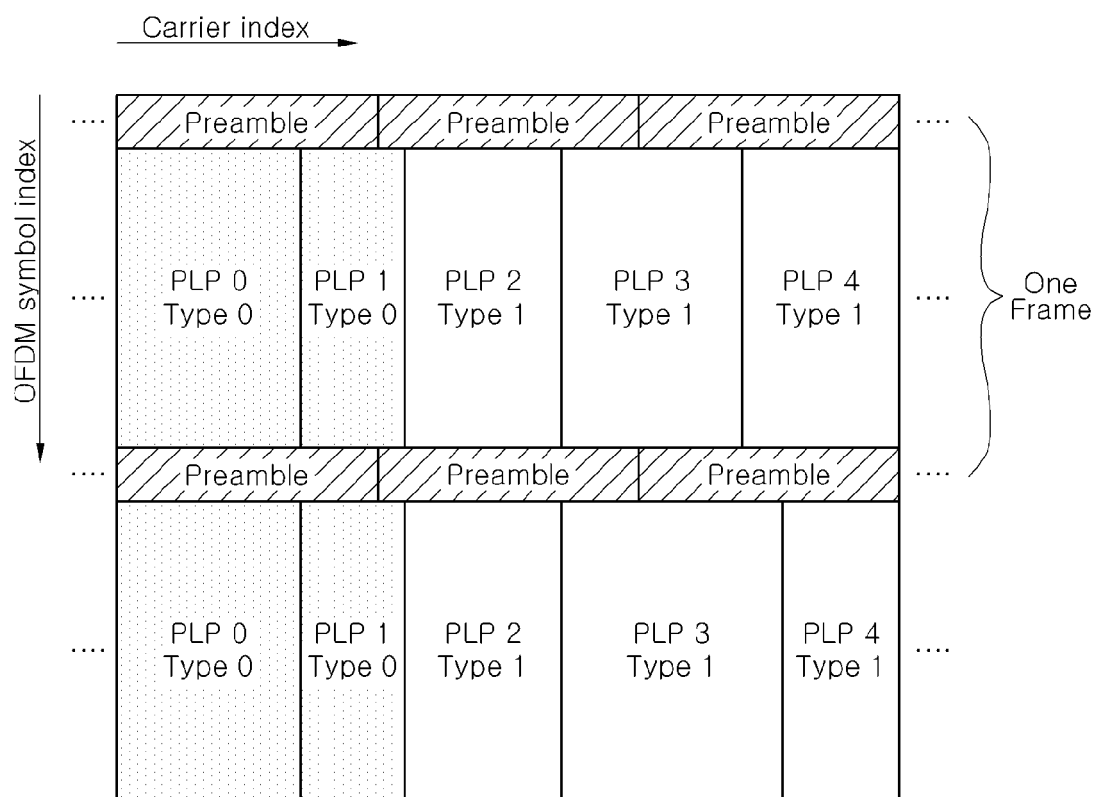 Carrier index
OFDM symbol index
.... Preamble Preamble Preamble ....
.... PLP 0 PLP 1 PLP 2 PLP 3 PLP 4 ....
Type 0 Type 0 Type 1 Type 1 Type 1
One
Frame
.... Preamble Preamble Preamble ....
.... PLP 0 PLP 1 PLP 2 PLP 3 PLP 4 ....
Type 0 Type 0 Type 1 Type 1 Type 1